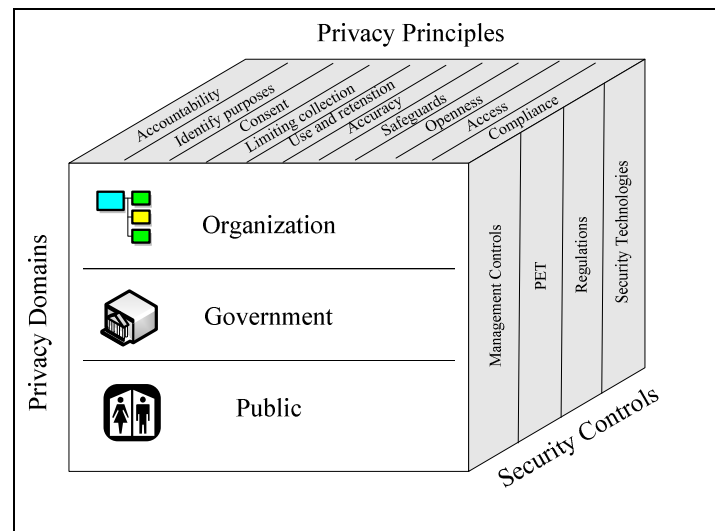 Privacy Principles
Accountability
Identify purposes
Consent
Limiting collection
Use and retenstion
Accuracy
Safeguards
Openness
Access
Compliance
Privacy Domains
Organization
Government
Public
Management Controls
PET
Regulations
Security Technologies
Security Controls